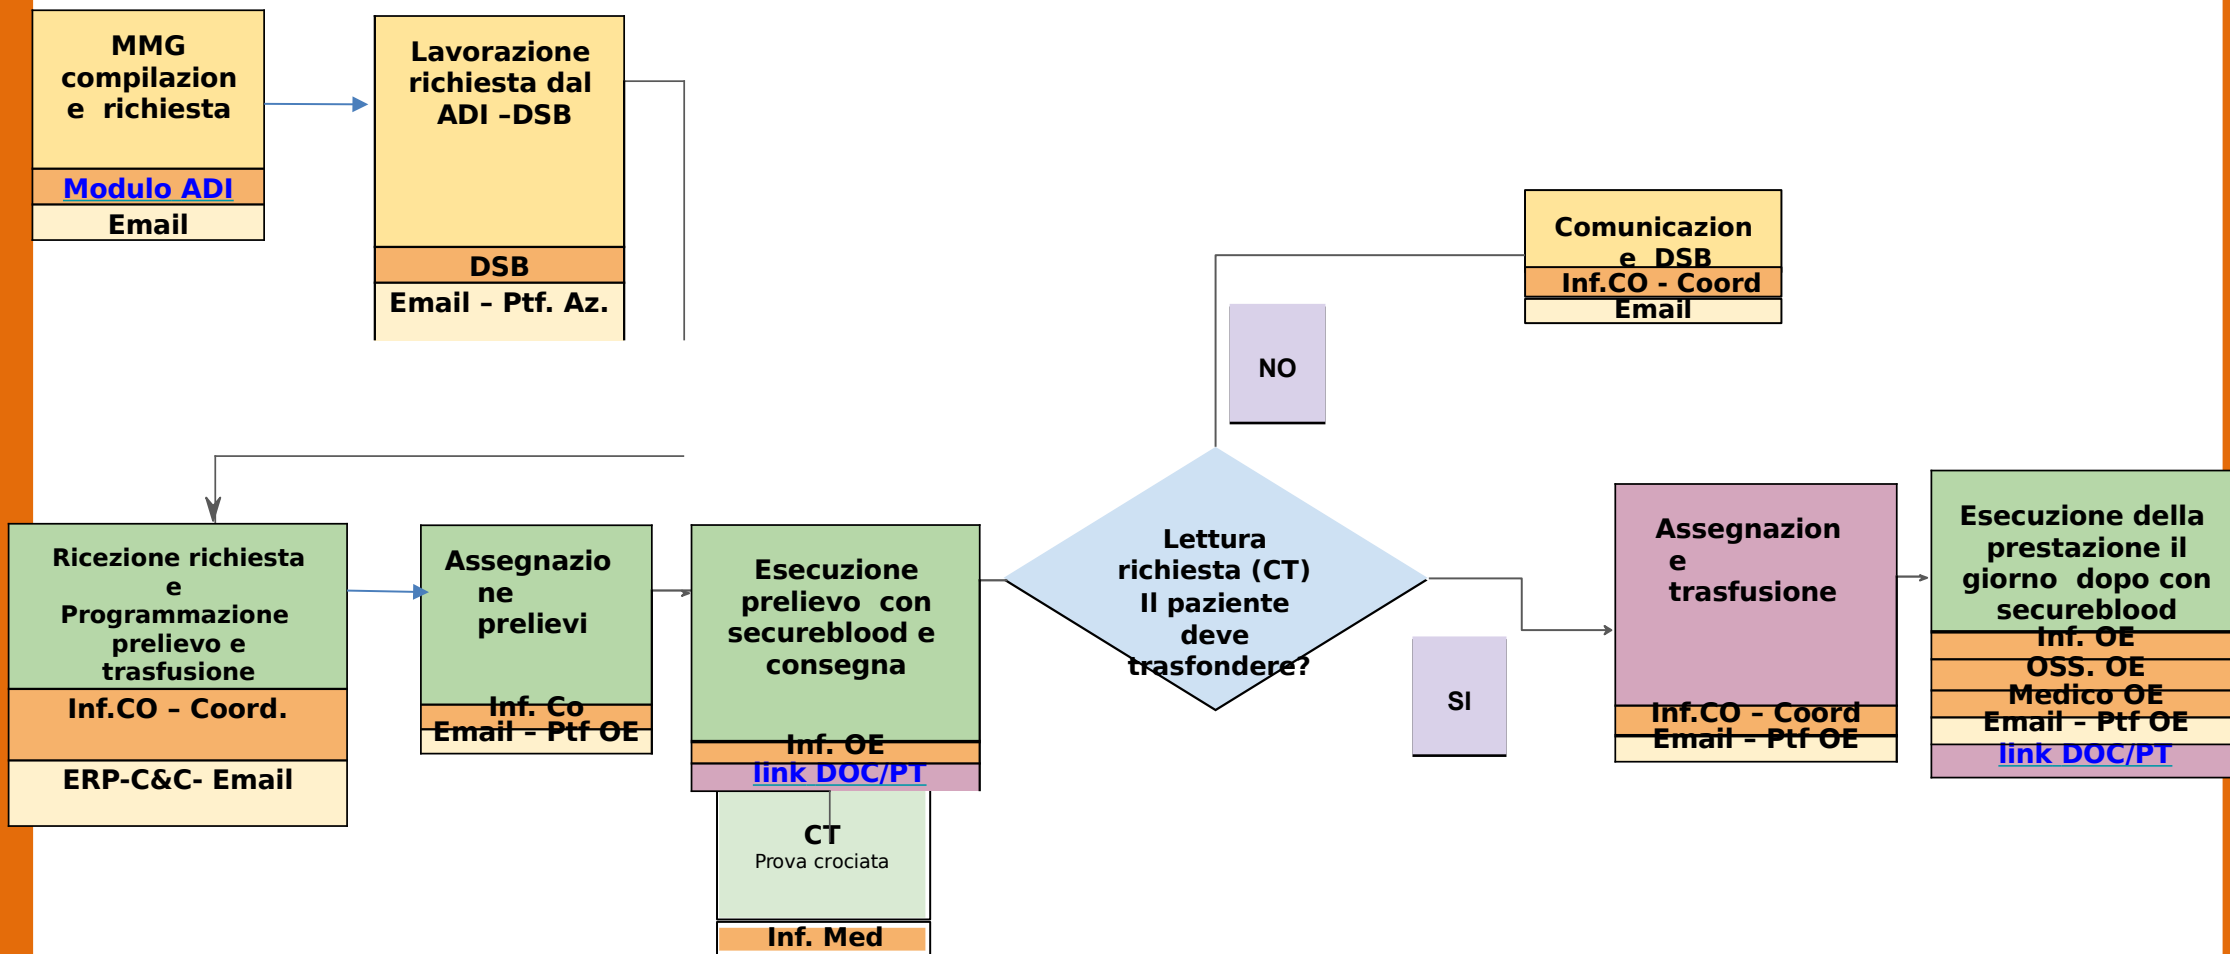 MMG
compilazion
e richiesta
Modulo ADI
Email
Lavorazione
richiesta dal
ADI –DSB
DSB
Email – Ptf. Az.
Comunicazion
e DSB
Inf.CO - Coord
Email
NO
Ricezione richiesta
e
Programmazione
prelievo e
trasfusione
Inf.CO – Coord.
ERP-C&C- Email
Assegnazio
ne
prelievi
Inf. Co
Email – Ptf OE
Esecuzione
prelievo con
secureblood e
consegna
Inf. OE
link DOC/PT
CT
Prova crociata
Inf. Med
Lettura
richiesta (CT)
Il paziente
deve
trasfondere?
SI
Assegnazion
e
trasfusione
Inf.CO – Coord
Email – Ptf OE
Esecuzione della
prestazione il
giorno dopo con
secureblood
Inf. OE
OSS. OE
Medico OE
Email – Ptf OE
link DOC/PT